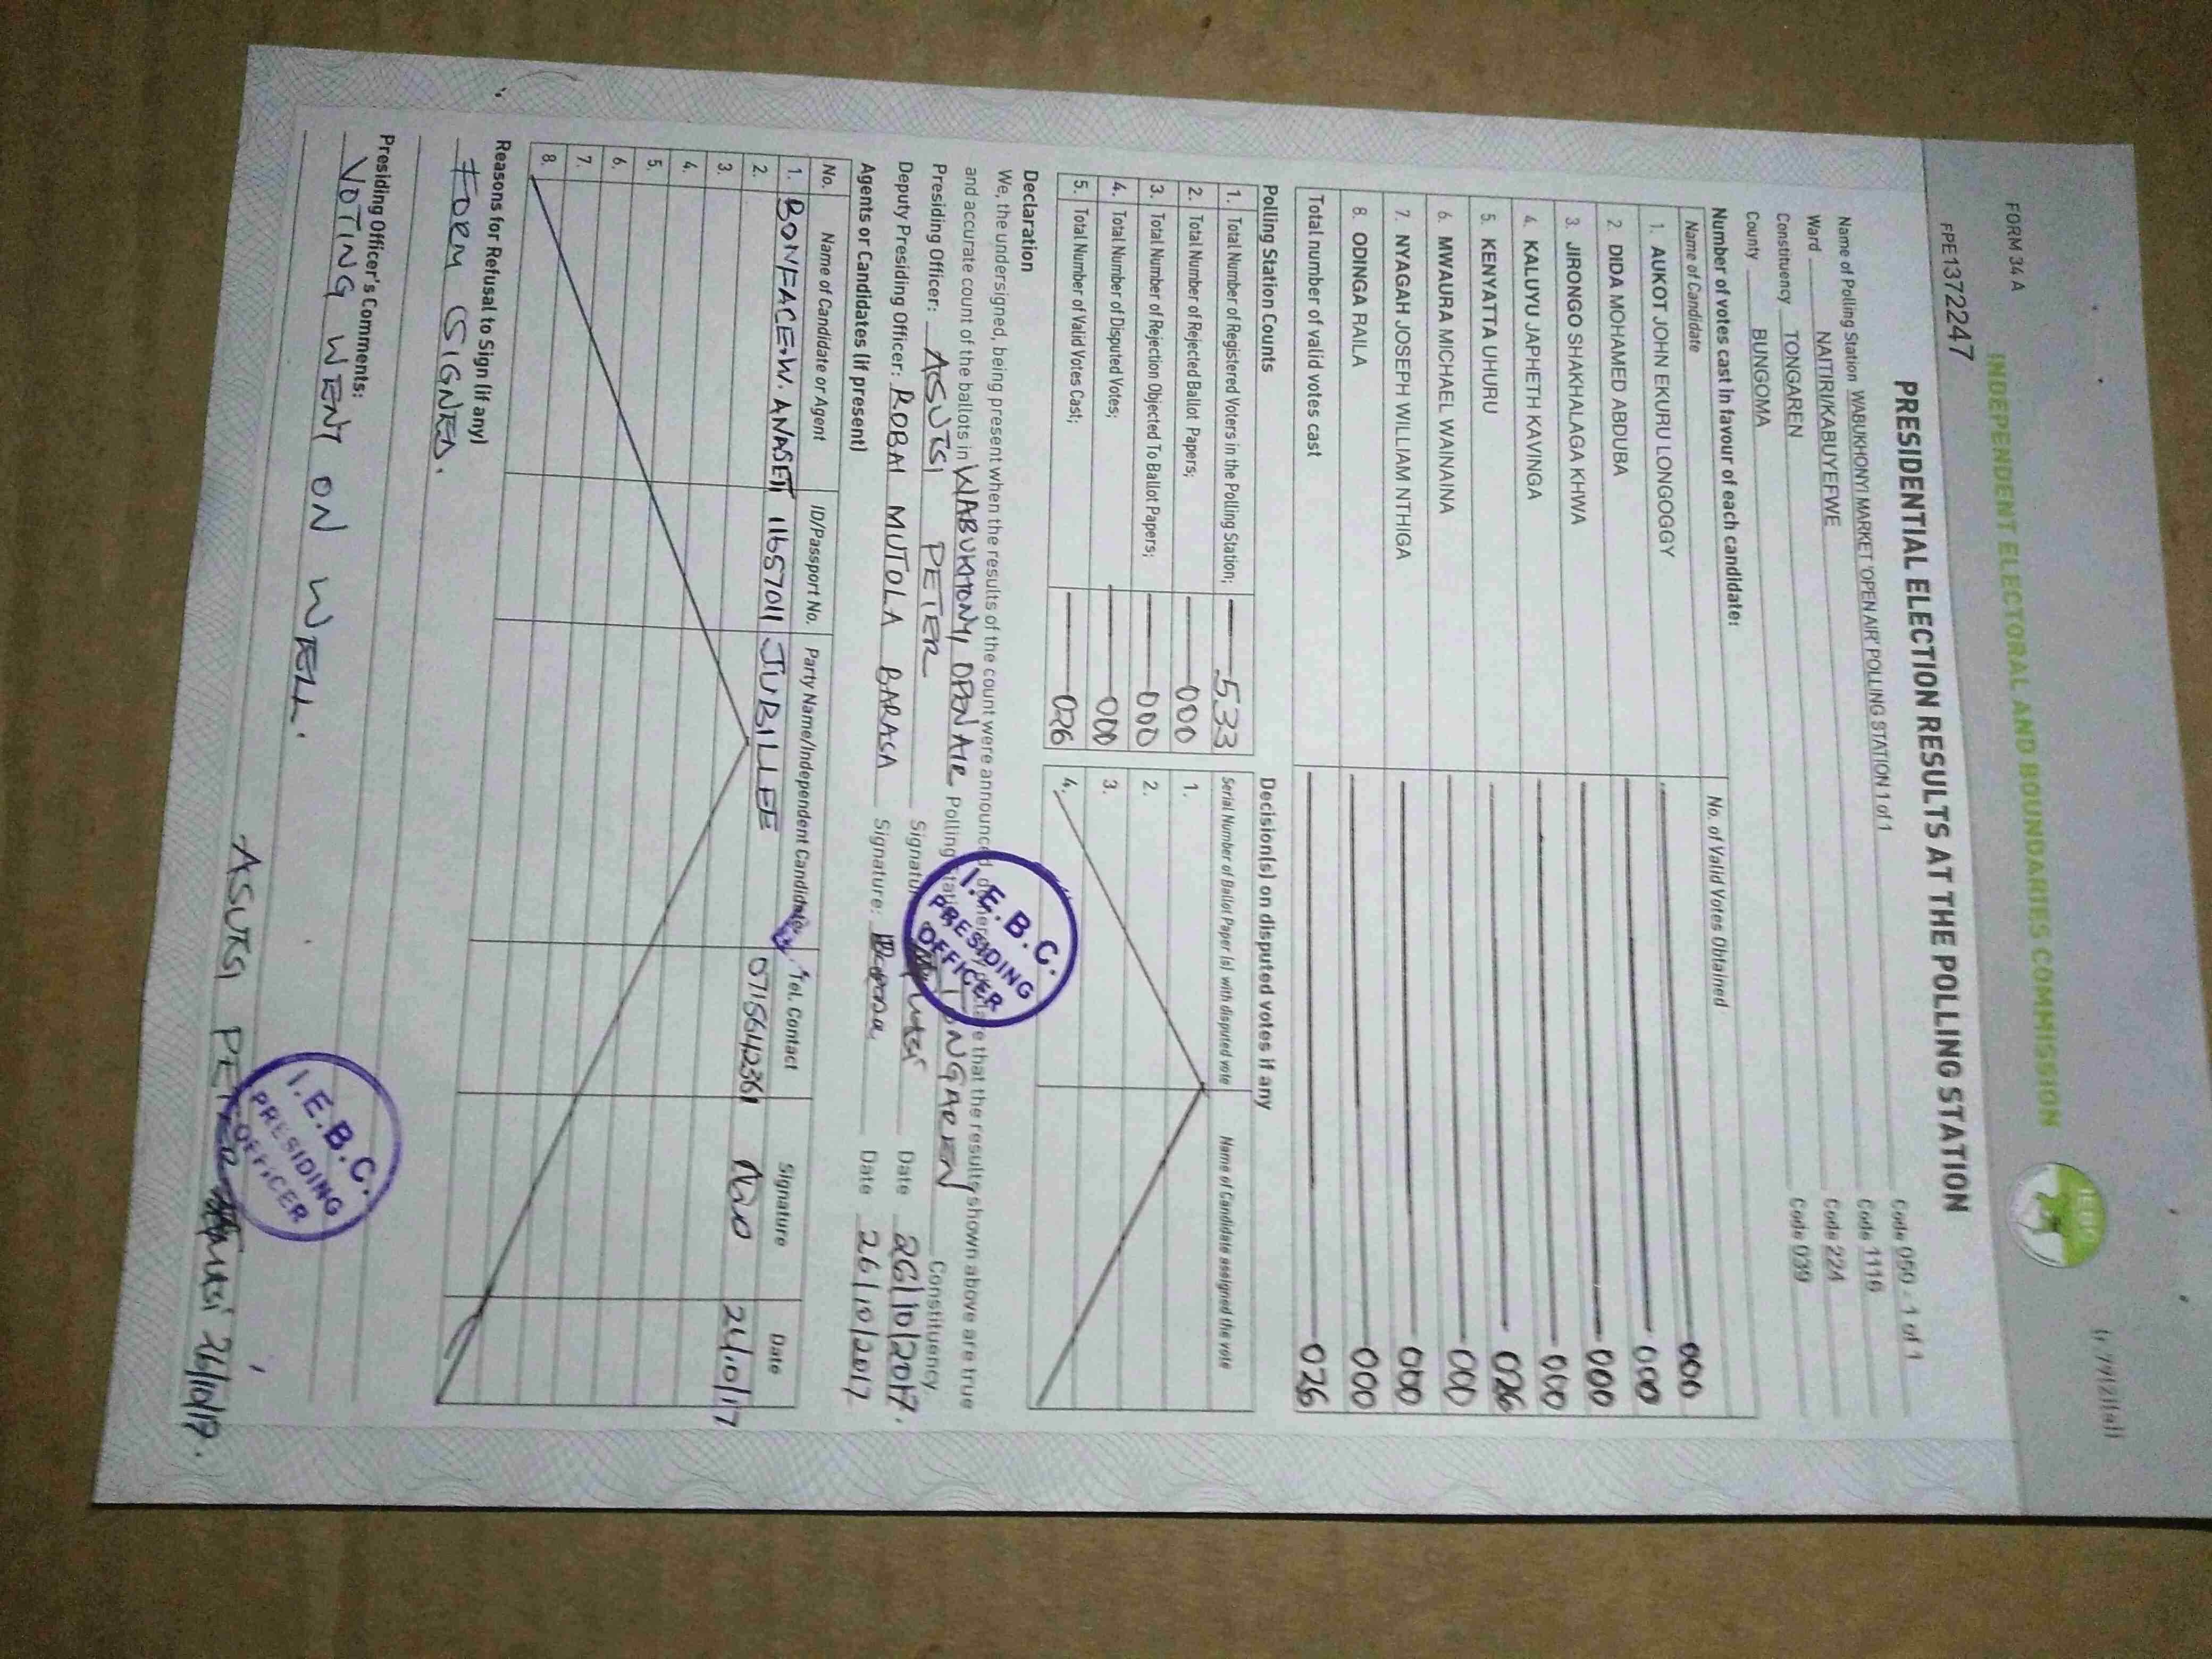 FORM 34 A
INDEPENDENT ELECTORAL AND BOUNDARIES COMMISSION
IEBC
FPE1372247
PRESIDENTIAL ELECTION RESULTS AT THE POLLING STATION
Name of Polling Station WABUKHONYI MARKET 'OPEN AIR' POLLING STATION 1 of 1 Code 050 - 1 of 1
Ward NAITIRI/KABUYEFWE Code 1116
Constituency TONGAREN Code 224
County BUNGOMA Code 039
Number of votes cast in favour of each candidate:
Name of Candidate No. of Valid Votes Obtained
1. AUKOT JOHN EKURU LONGOGGY 000
2. DIDA MOHAMED ABDUBA 000
3. JIRONGO SHAKHALAGA KHWA 000
4. KALUYU JAPHETH KAVINGA 000
5. KENYATTA UHURU 026
6. MWAURA MICHAEL WAINAINA 000
7. NYAGAH JOSEPH WILLIAM NTHIGA 000
8. ODINGA RAILA 000
Total number of valid votes cast 026
Polling Station Counts
1. Total Number of Registered Voters in the Polling Station; 533
2. Total Number of Rejected Ballot Papers; 000
3. Total Number of Rejection Objected To Ballot Papers; 000
4. Total Number of Disputed Votes; 000
5. Total Number of Valid Votes Cast; 026
Decision(s) on disputed votes if any
Serial Number of Ballot Paper (s) with disputed vote Name of Candidate assigned the vote
1.
2.
3.
4.
Declaration
We, the undersigned, being present when the results of the count were announced, do hereby declare that the results shown above are true
and accurate count of the ballots in WABUKHONYI OPEN AIR Polling Station TONGAREN Constituency
Presiding Officer: ASUTSI PETER Signature Date 26/10/2017.
Deputy Presiding Officer: ROBAI MUTOLA BARASA Signature: Date 26/10/2017
I.E.B.C.
PRESIDING
OFFICER
Agents or Candidates (if present)
No. Name of Candidate or Agent ID/Passport No. Party Name/Independent Candidate Tel. Contact Signature Date
1. BONFACE W. ANASETI 11657011 JUBILLEE 0715642361 26/10/17
2.
3.
4.
5.
6.
7.
8.
Reasons for Refusal to Sign (if any)
FORM SIGNED.
Presiding Officer's Comments:
VOTING WENT ON WELL.
I.E.B.C.
PRESIDING
OFFICER
ASUTSI PETER 26/10/17.